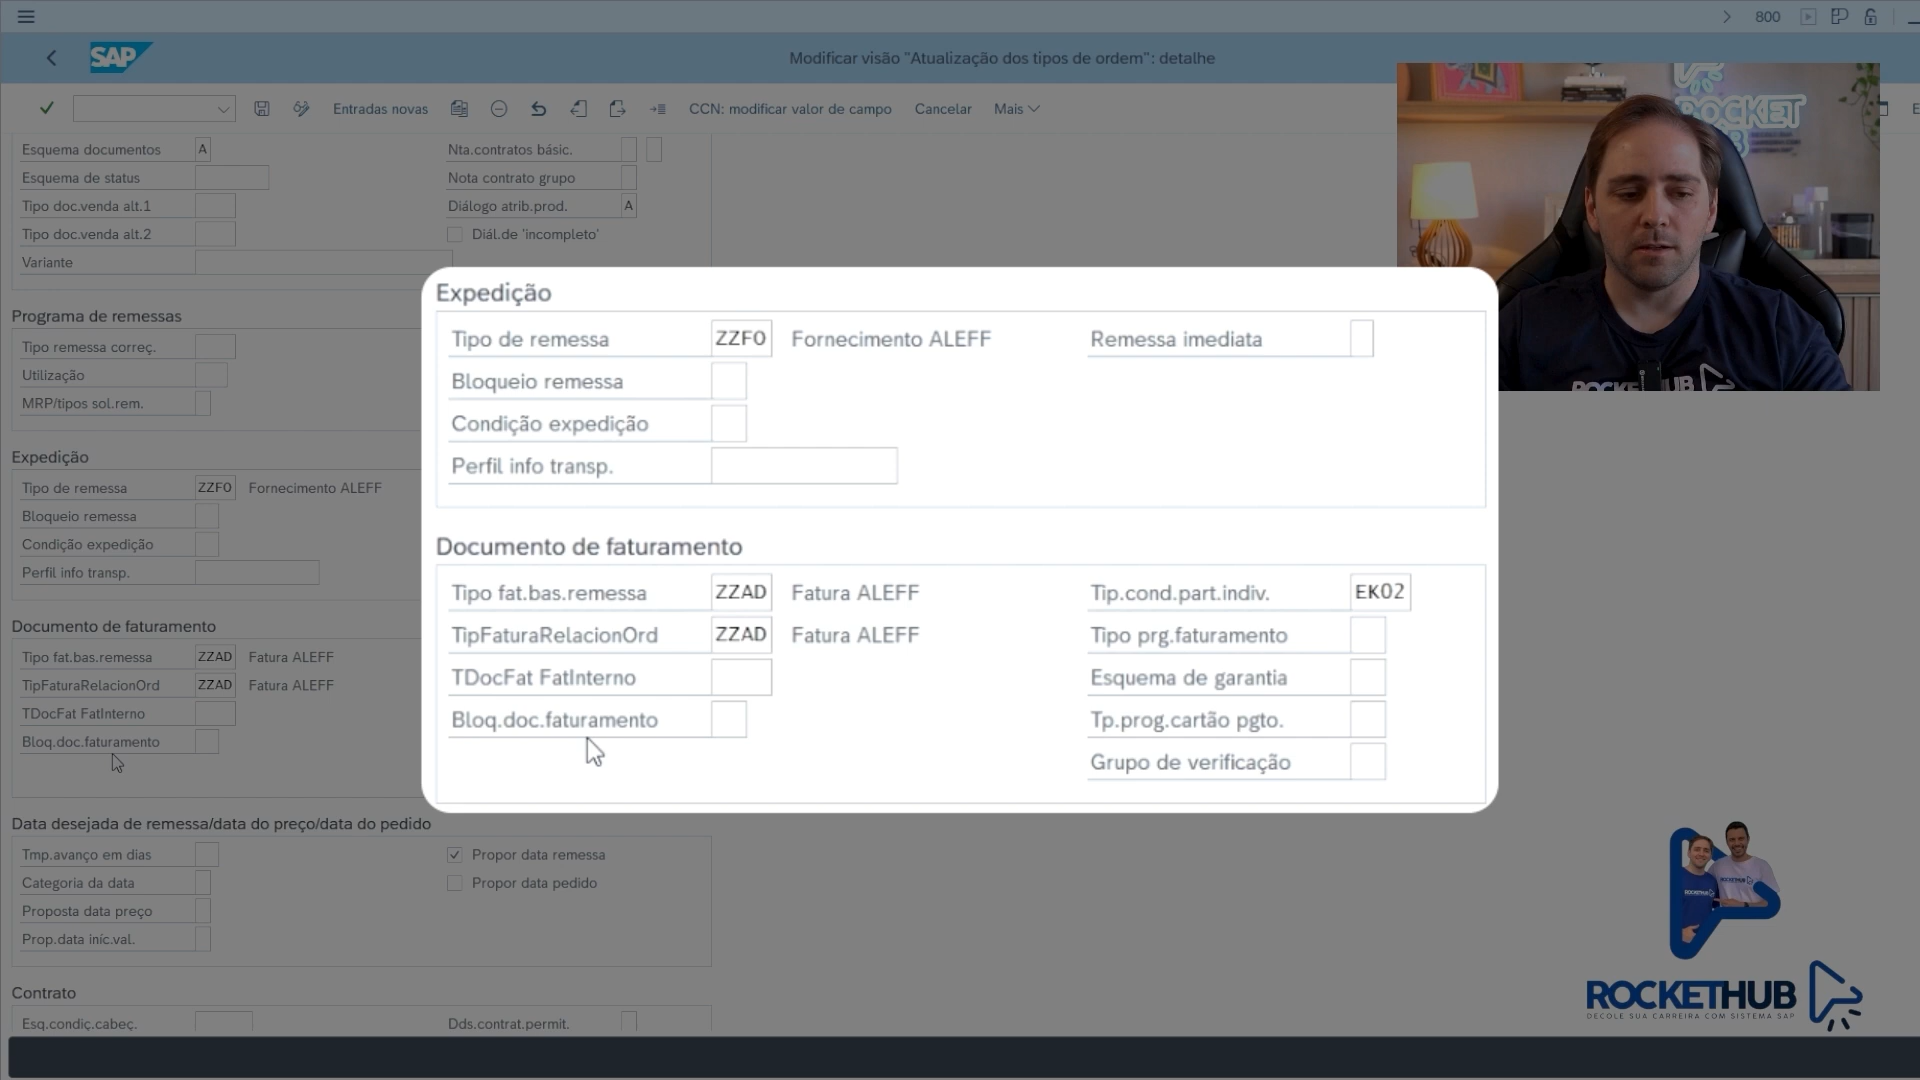 800
SAP
Modificar visão "Atualização dos tipos de ordem": detalhe
Entradas novas
CCN: modificar valor de campo
Cancelar
Mais
E
Esquema documentos A
Nta.contratos básic.
Esquema de status
Nota contrato grupo
Tipo doc.venda alt.1
Diálogo atrib.prod. A
Tipo doc.venda alt.2
Diál.de 'incompleto'
Variante
Programa de remessas
Tipo remessa correç.
Utilização
MRP/tipos sol.rem.
Expedição
Tipo de remessa ZZFO Fornecimento ALEFF
Bloqueio remessa
Condição expedição
Perfil info transp.
Documento de faturamento
Tipo fat.bas.remessa ZZAD Fatura ALEFF
TipFaturaRelacionOrd ZZAD Fatura ALEFF
TDocFat FatInterno
Bloq.doc.faturamento
Data desejada de remessa/data do preço/data do pedido
Tmp.avanço em dias
Propor data remessa
Categoria da data
Propor data pedido
Proposta data preço
Prop.data iníc.val.
Contrato
Esq.condiç.cabeç.
Dds.contrat.permit.
Expedição
Tipo de remessa ZZFO Fornecimento ALEFF
Remessa imediata
Bloqueio remessa
Condição expedição
Perfil info transp.
Documento de faturamento
Tipo fat.bas.remessa ZZAD Fatura ALEFF
Tip.cond.part.indiv. EK02
TipFaturaRelacionOrd ZZAD Fatura ALEFF
Tipo prg.faturamento
TDocFat FatInterno
Esquema de garantia
Bloq.doc.faturamento
Tp.prog.cartão pgto.
Grupo de verificação
ROCKET
ROCKETHUB
DECOLE SUA CARREIRA COM SISTEMA SAP